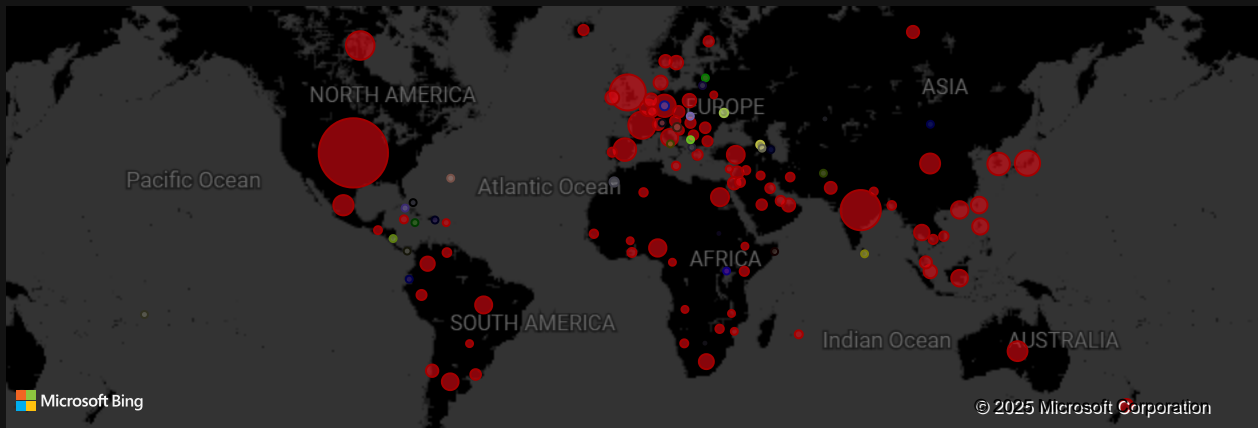 NORTH AMERICA
ASIA
EUROPE
Pacific Ocean
Atlantic Ocean
AFRICA
SOUTH AMERICA
Indian Ocean
AUSTRALIA
Microsoft Bing
© 2025 Microsoft Corporation